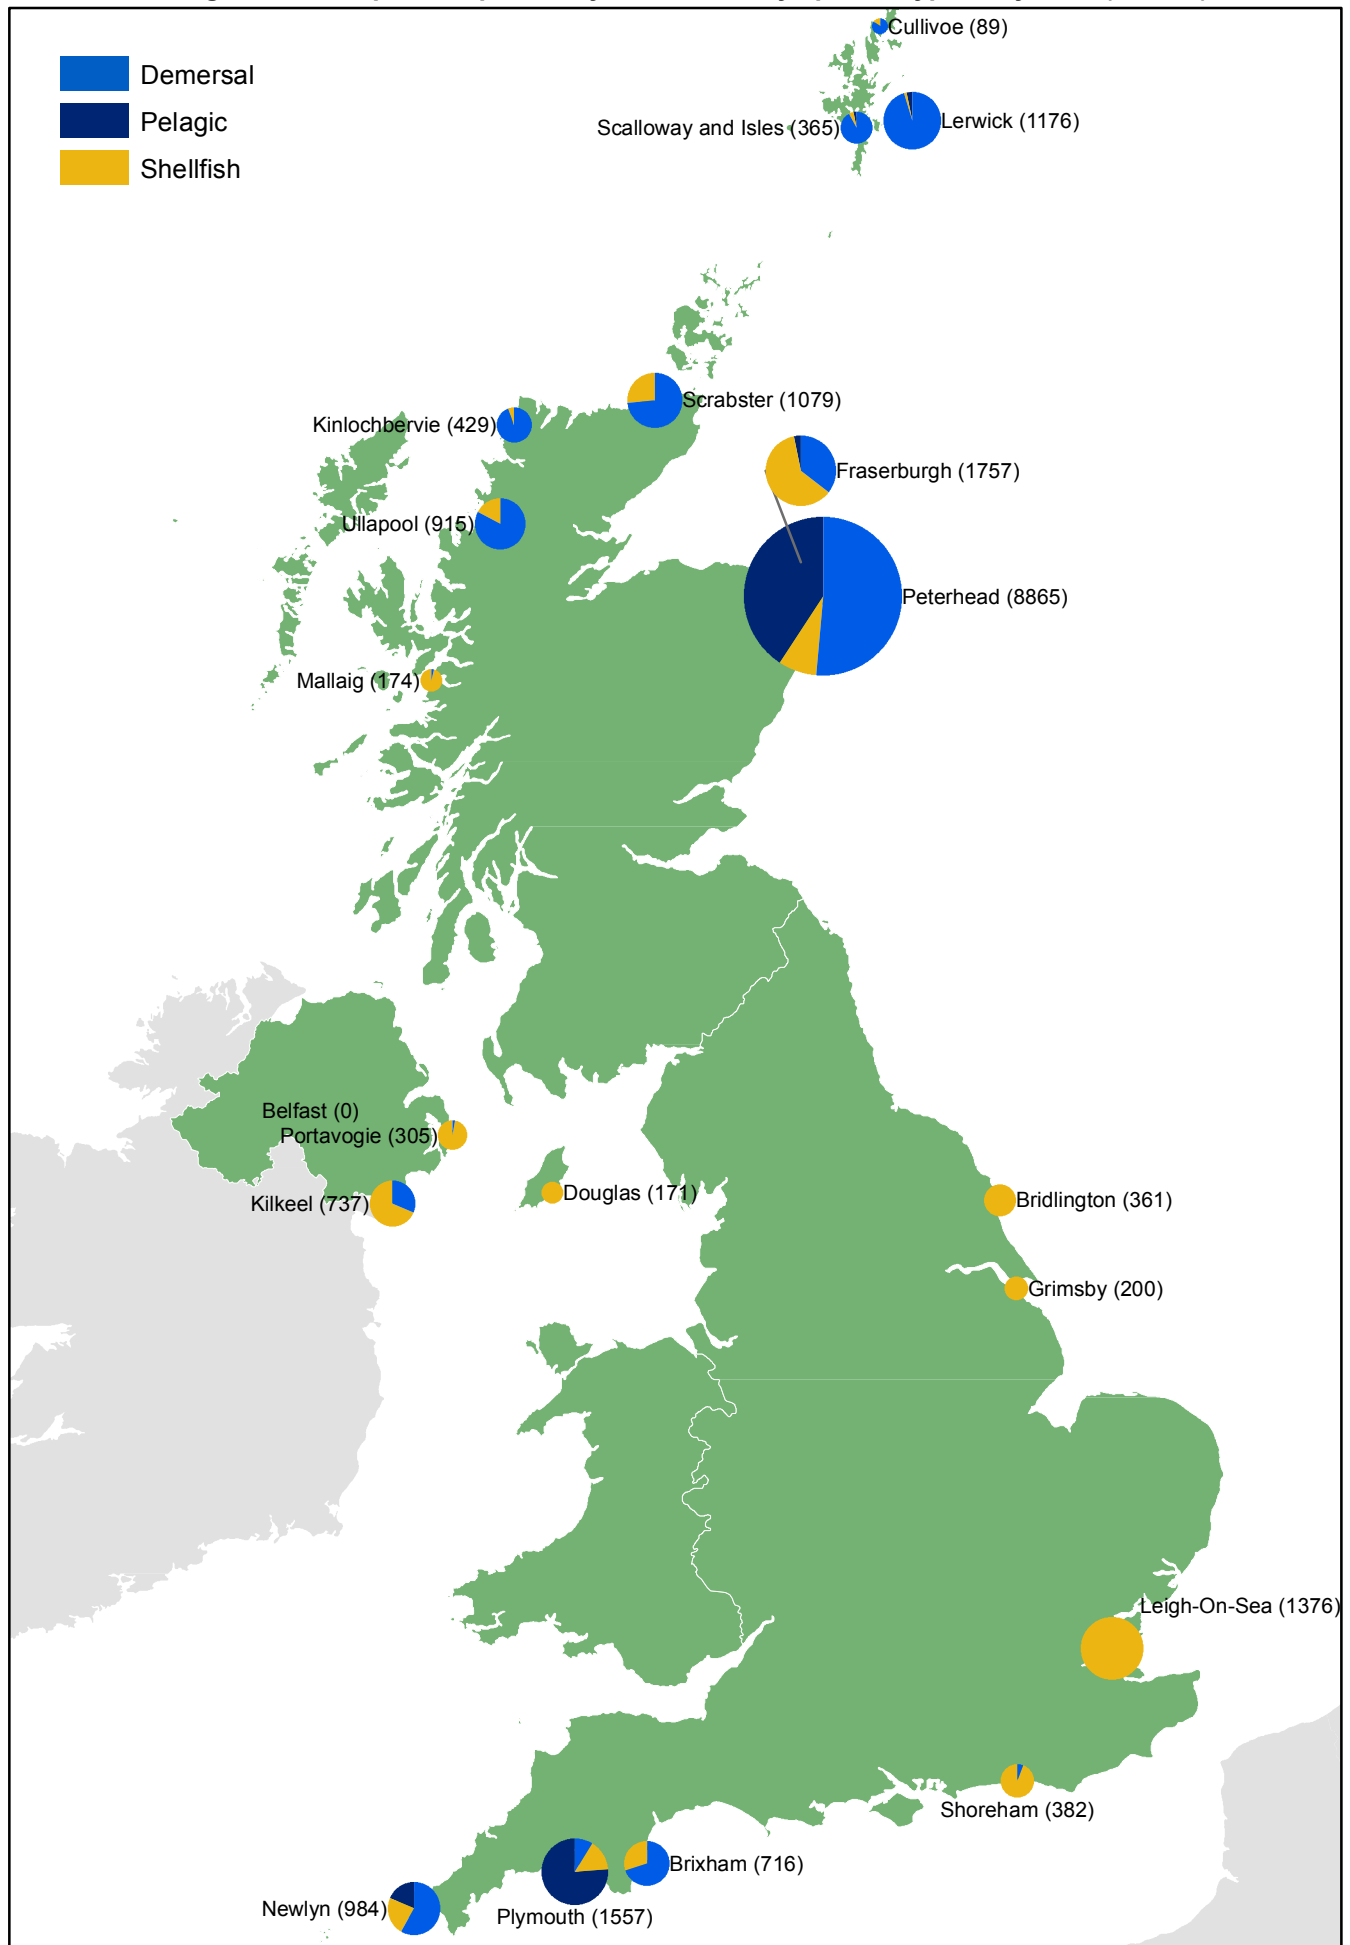 Demersal
Pelagic
Shellfish
Cullivoe (89)
Scalloway and Isles (365)
Lerwick (1176)
Scrabster (1079)
Kinlochbervie (429)
Fraserburgh (1757)
Ullapool (915)
Peterhead (8865)
Mallaig (174)
Belfast (0)
Portavogie (305)
Kilkeel (737)
Douglas (171)
Bridlington (361)
Grimsby (200)
Leigh-On-Sea (1376)
Shoreham (382)
Brixham (716)
Newlyn (984)
Plymouth (1557)